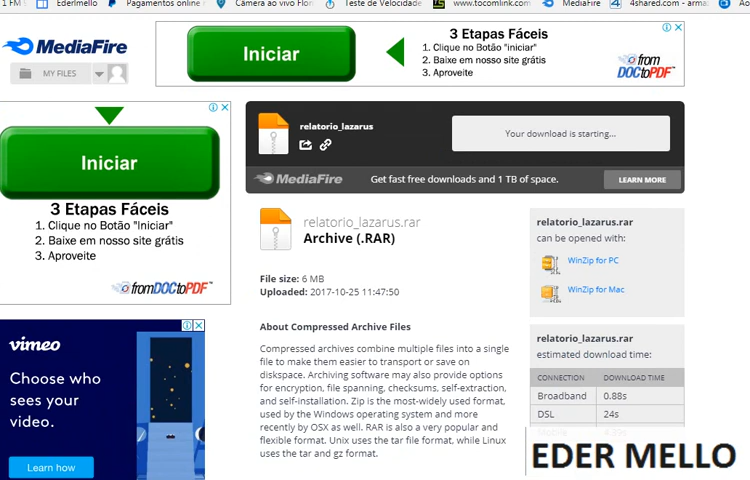 1 FM
EderJmello
Pagamentos online
Câmera ao vivo Flori
Teste de Velocidade
www.tocomlink.com
MediaFire
4shared.com - arma
MediaFire
MY FILES
Iniciar
3 Etapas Fáceis
1. Clique no Botão "iniciar"
2. Baixe em nosso site grátis
3. Aproveite
from
DOCtoPDF™
Iniciar
3 Etapas Fáceis
1. Clique no Botão "Iniciar"
2. Baixe em nosso site grátis
3. Aproveite
fromDOCtoPDF™
vimeo
Choose who
sees your
video.
Learn how
relatorio_lazarus
Your download is starting...
MediaFire
Get fast free downloads and 1 TB of space.
LEARN MORE
relatorio_lazarus.rar
Archive (.RAR)
File size: 6 MB
Uploaded: 2017-10-25 11:47:50
About Compressed Archive Files
Compressed archives combine multiple files into a single
file to make them easier to transport or save on
diskspace. Archiving software may also provide options
for encryption, file spanning, checksums, self-extraction,
and self-installation. Zip is the most-widely used format,
used by the Windows operating system and more
recently by OSX as well. RAR is also a very popular and
flexible format. Unix uses the tar file format, while Linux
uses the tar and gz format.
relatorio_lazarus.rar
can be opened with:
WinZip for PC
WinZip for Mac
relatorio_lazarus.rar
estimated download time:
CONNECTION DOWNLOAD TIME
Broadband 0.88s
DSL 24s
EDER MELLO